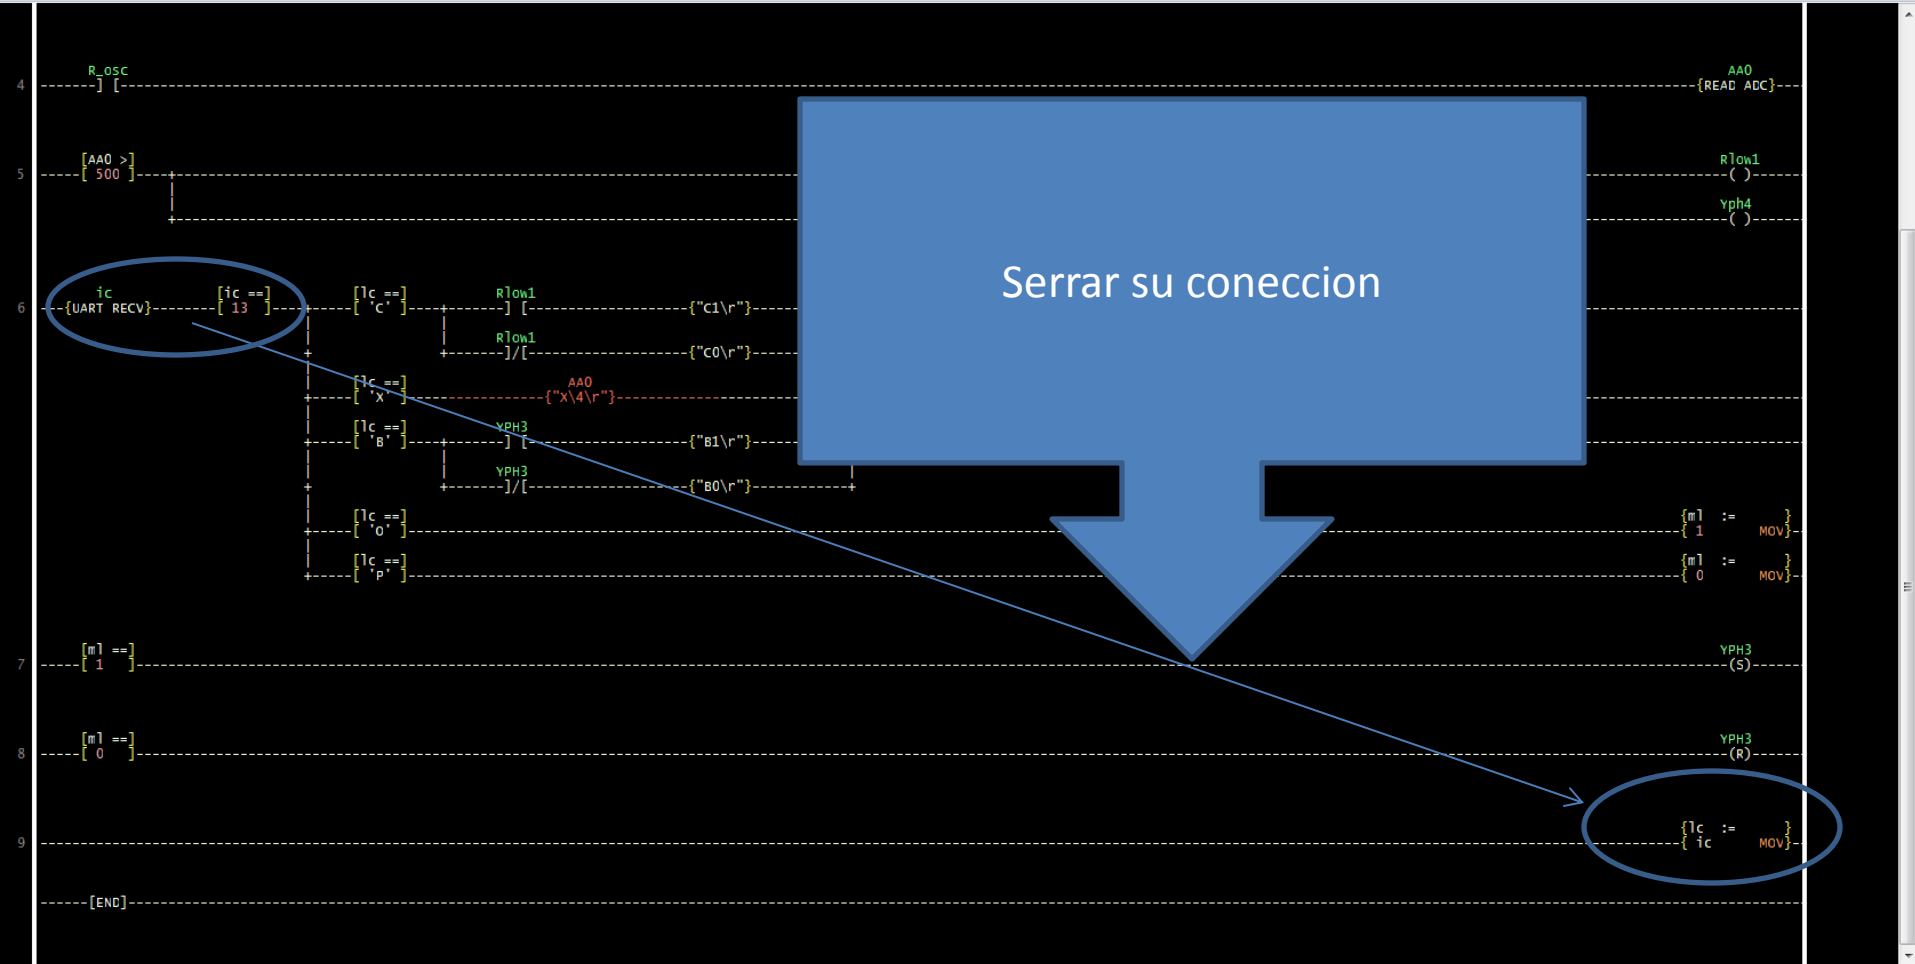 R_osc AA0
4 -------] [------- {READ ADC}----
[AA0 >] Rlow1
5 -----[ 500 ]----+ --( )------
Yph4
+ --( )------
Serrar su coneccion
ic [ic ==] [lc ==] Rlow1
6 ---{UART RECV}-------[ 13 ]---+-----[ 'C' ]----+-------] [--------------------{"C1\r"}-----
Rlow1
+-------]/[--------------------{"C0\r"}-----
[lc ==] AA0
+-----[ 'X' ]-----------------{"X\4\r"}-------------
[lc ==] YPH3
+-----[ 'B' ]----+-------] [--------------------{"B1\r"}-----
YPH3
+-------]/[--------------------{"B0\r"}------------+
[lc ==] {ml := }
+-----[ 'O' ]------- { 1 MOV}-
[lc ==] {ml := }
+-----[ 'P' ]------- { 0 MOV}-
[ml ==] YPH3
7 -----[ 1 ]------- -(S)------
[ml ==] YPH3
8 -----[ 0 ]------- -(R)------
{lc := }
9 ------- { ic MOV}-
------[END]-------